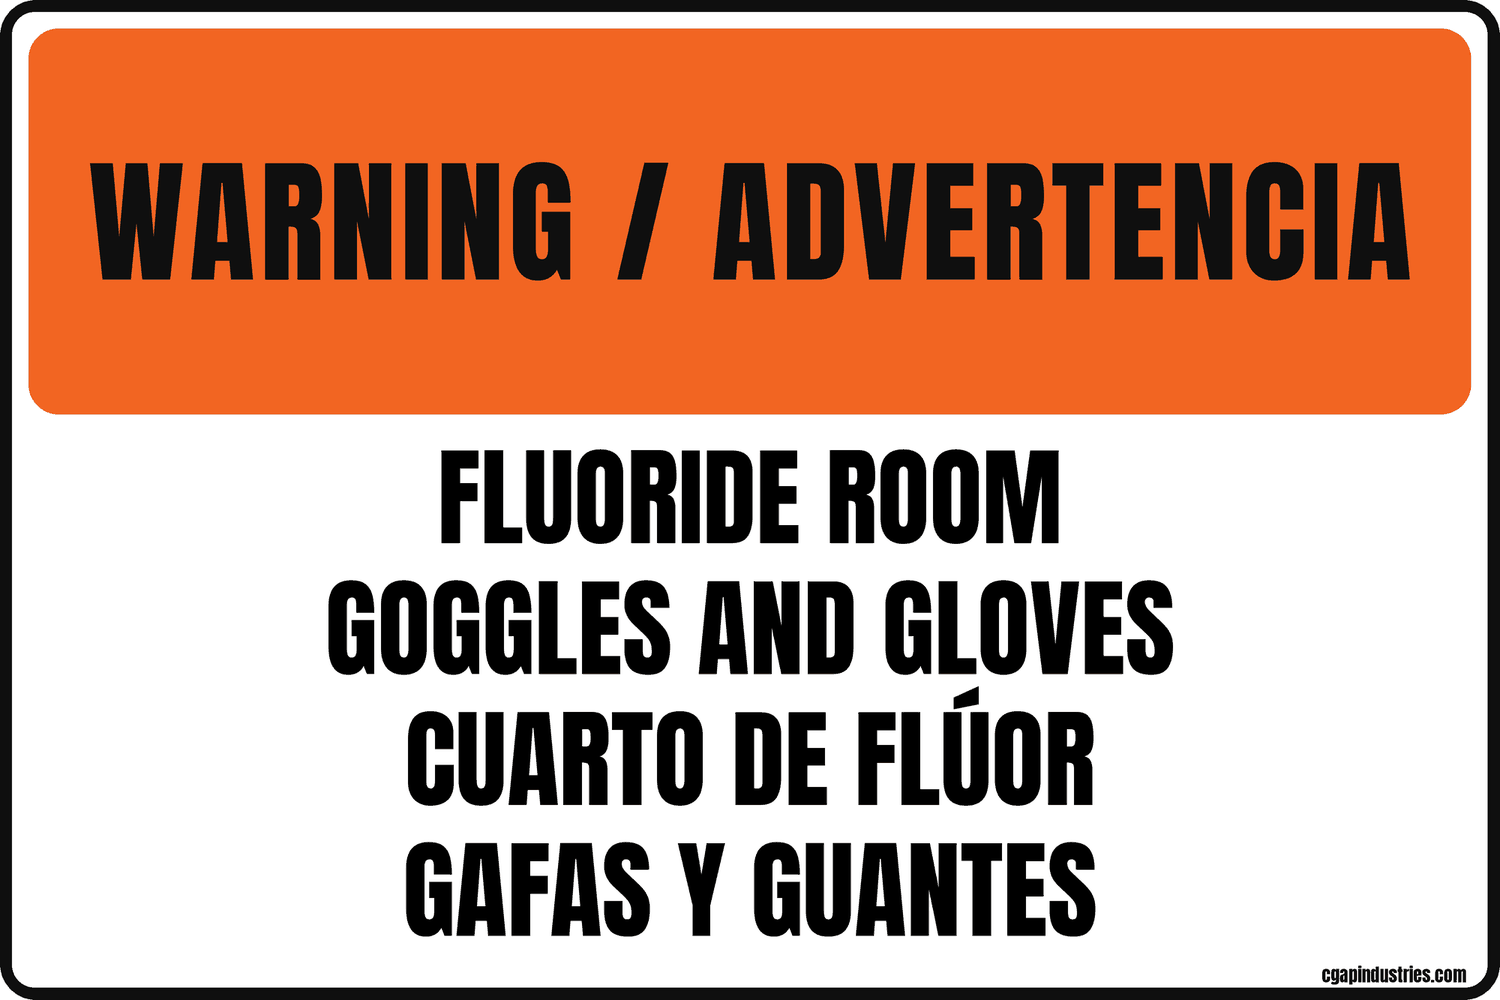 WARNING / ADVERTENCIA
FLUORIDE ROOM
GOGGLES AND GLOVES
CUARTO DE FLÚOR
GAFAS Y GUANTES
cgapindustries.com